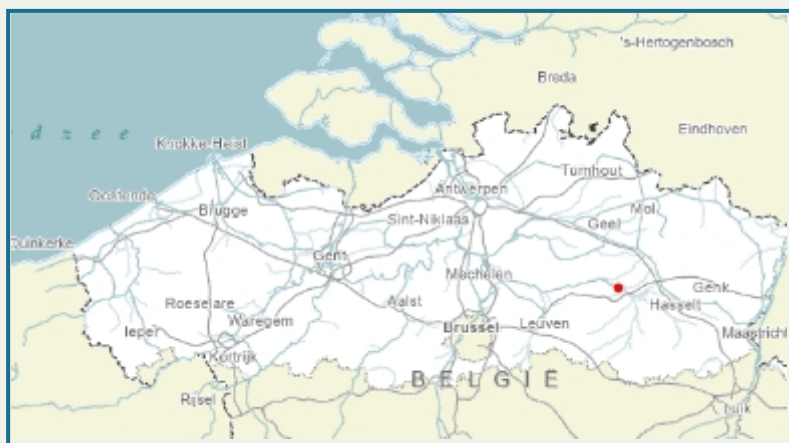 's-Hertogenbosch
Breda
d z e e
Eindhoven
Knokke-Heist
Turnhout
Antwerpen
Oostende
Mol
Brugge
Sint-Niklaas
Geel
Duinkerke
Gent
Mechelen
Genk
Roeselare
Aalst
Hasselt
Ieper
Waregem
Brussel
Leuven
Maastricht
Kortrijk
BELGIË
Rijsel
Luik